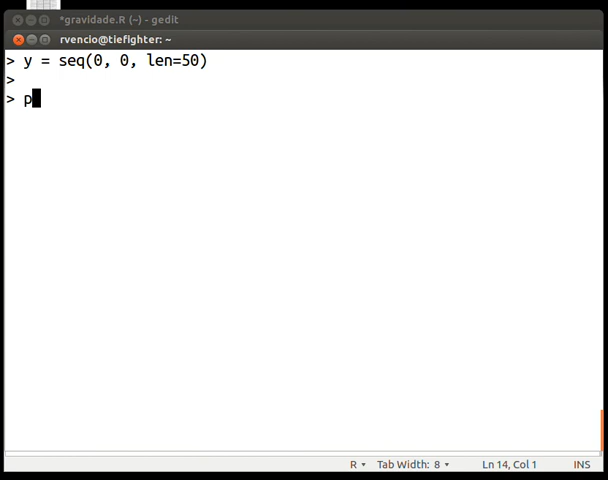 *gravidade.R (~) - gedit
rvencio@tiefighter: ~
> y = seq(0, 0, len=50)
>
> p
R ▾ Tab Width: 8 ▾ Ln 14, Col 1 INS